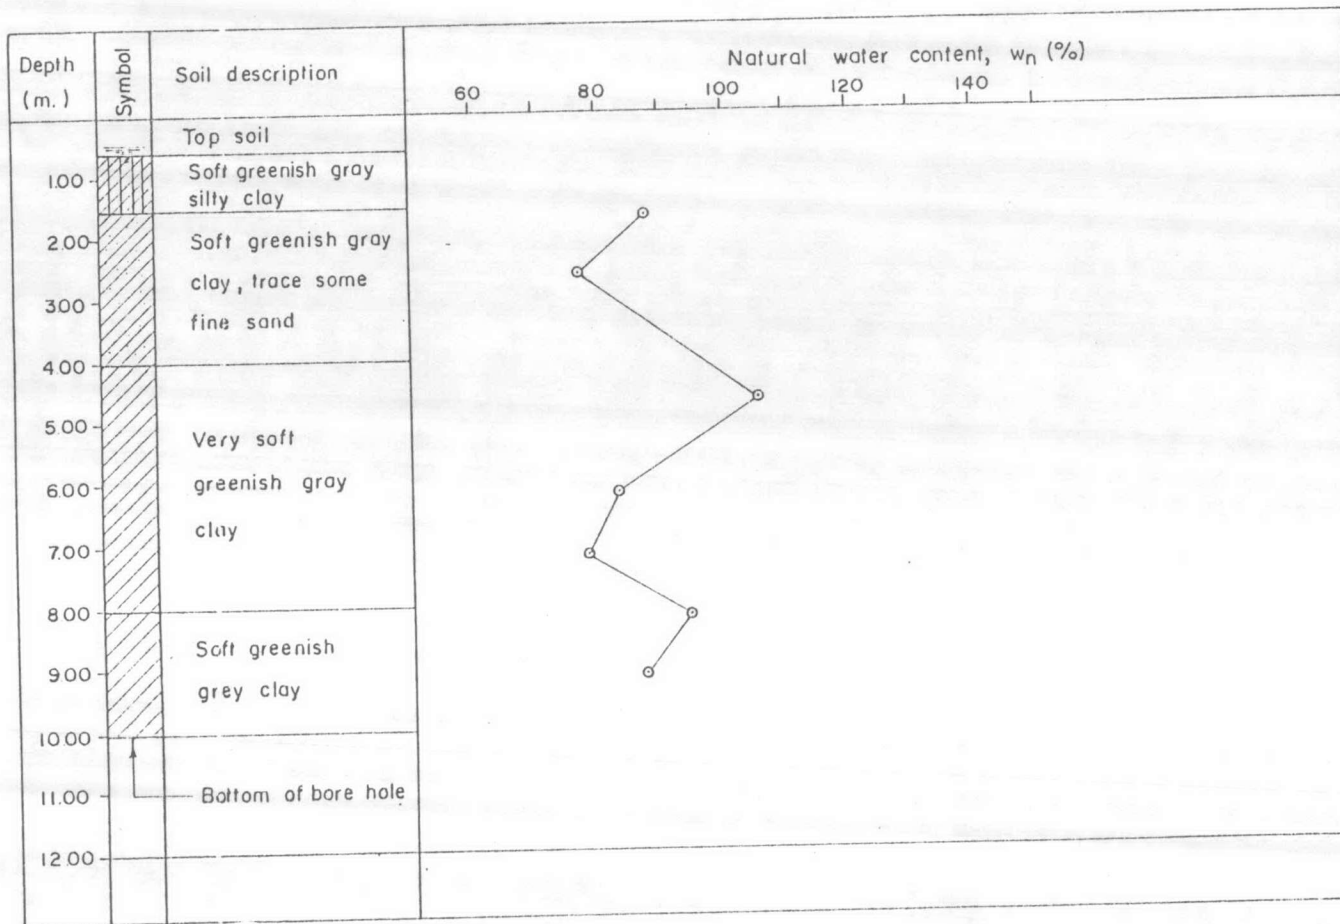 Depth
(m.)
Symbol
Soil description
Natural water content, wn (%)
60 80 100 120 140
Top soil
1.00
Soft greenish gray
silty clay
2.00
Soft greenish gray
clay, trace some
3.00
fine sand
4.00
5.00
Very soft
greenish gray
6.00
clay
7.00
8.00
Soft greenish
9.00
grey clay
10.00
11.00
Bottom of bore hole
12.00